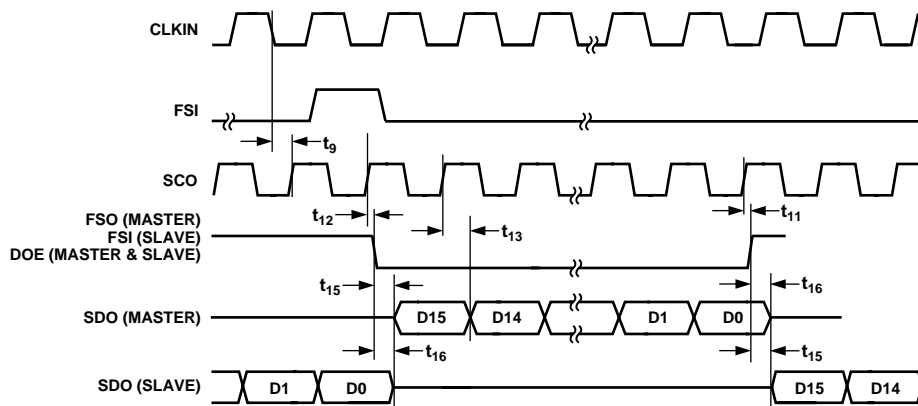 CLKIN
FSI
t9
SCO
FSO (MASTER)
FSI (SLAVE)
DOE (MASTER & SLAVE)
t12
t13
t11
t15
t16
SDO (MASTER)
D15
D14
D1
D0
t16
t15
SDO (SLAVE)
D1
D0
D15
D14